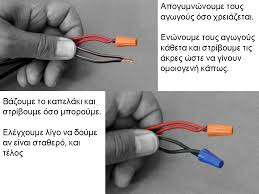 Απογυμνώνουμε τους
αγωγούς όσο χρειάζεται.
Ενώνουμε τους αγωγούς
κάθετα και στρίβουμε τις
άκρες ώστε να γίνουν
ομοιογενή κάπως.
Βάζουμε το καπελάκι και
στρίβουμε όσο μπορούμε.
Ελέγχουμε λίγο να δούμε
αν είναι σταθερό, και
τέλος